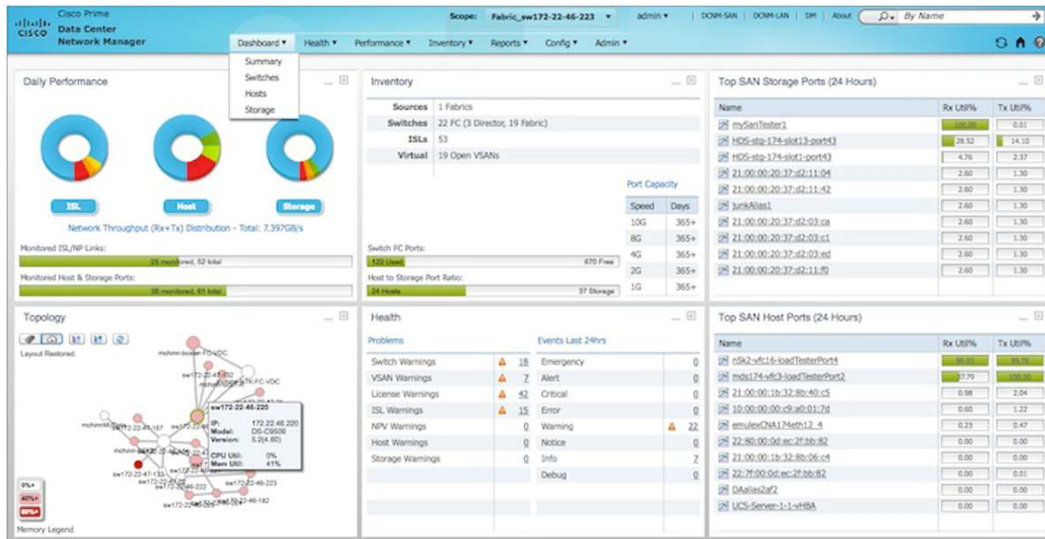 Cisco Prime
CISCO
Data Center
Network Manager
Scope: Fabric_sw172-22-46-223
admin
DCNM-SAN | DCNM-LAN | DM | About
By Name
Dashboard Health Performance Inventory Reports Config Admin
Summary
Switches
Hosts
Storage
Daily Performance
ISL Host Storage
Network Throughput (Rx+Tx) Distribution - Total: 7.397GB/s
Monitored ISL/NP Links:
25 monitored, 52 total
Monitored Host & Storage Ports:
38 monitored, 61 total
Inventory
Sources 1 Fabrics
Switches 22 FC (3 Director, 19 Fabric)
ISLs 53
Virtual 19 Open VSANs
Port Capacity
Speed Days
10G 365+
8G 365+
4G 365+
2G 365+
1G 365+
Switch FC Ports:
122 Used 670 Free
Host to Storage Port Ratio:
24 Hosts 37 Storage
Top SAN Storage Ports (24 Hours)
Name Rx Util% Tx Util%
mySanTester1 100.00 0.01
HDS-stg-174-slot13-port43 28.52 14.10
HDS-stg-174-slot1-port43 4.76 2.37
21:00:00:20:37:d2:11:04 2.60 1.30
21:00:00:20:37:d2:11:42 2.60 1.30
junkAlias1 2.60 1.30
21:00:00:20:37:d2:03:ca 2.60 1.30
21:00:00:20:37:d2:03:c1 2.60 1.30
21:00:00:20:37:d2:03:ed 2.60 1.30
21:00:00:20:37:d2:11:f0 2.60 1.30
Topology
Layout Restored.
sw172-22-46-220
IP: 172.22.46.220
Model: DS-C9509
Version: 5.2(4.60)
CPU Util: 0%
Mem Util: 41%
sw172-22-47-133
sw172-22-46-223
sw172-22-46-222
sw172-22-46-182
0%+
40%+
80%+
Memory Legend
Health
Problems
Switch Warnings 18
VSAN Warnings 7
License Warnings 42
ISL Warnings 15
NPV Warnings 0
Host Warnings 0
Storage Warnings 0
Events Last 24hrs
Emergency 0
Alert 0
Critical 0
Error 0
Warning 22
Notice 0
Info 7
Debug 0
Top SAN Host Ports (24 Hours)
Name Rx Util% Tx Util%
n5k2-vfc16-loadTesterPort4
mds174-vfc3-loadTesterPort2 37.79 100.00
21:00:00:1b:32:8b:40:c5 0.98 2.04
10:00:00:00:c9:a0:01:7d 0.60 1.22
emulexCNA17Meth12_4 0.23 0.47
22:80:00:0d:ec:2f:bb:82 0.00 0.00
21:00:00:1b:32:8b:06:c4 0.00 0.00
22:7f:00:0d:ec:2f:bb:82 0.00 0.01
DAalias2af2 0.00 0.00
UCS-Server-1-1-vHBA 0.00 0.00